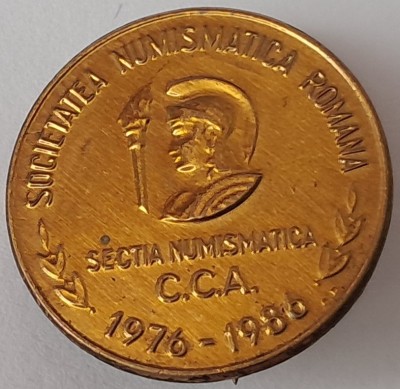 SOCIETATEA NUMISMATICA ROMANA
SECTIA NUMISMATICA
C.C.A.
1976-1986